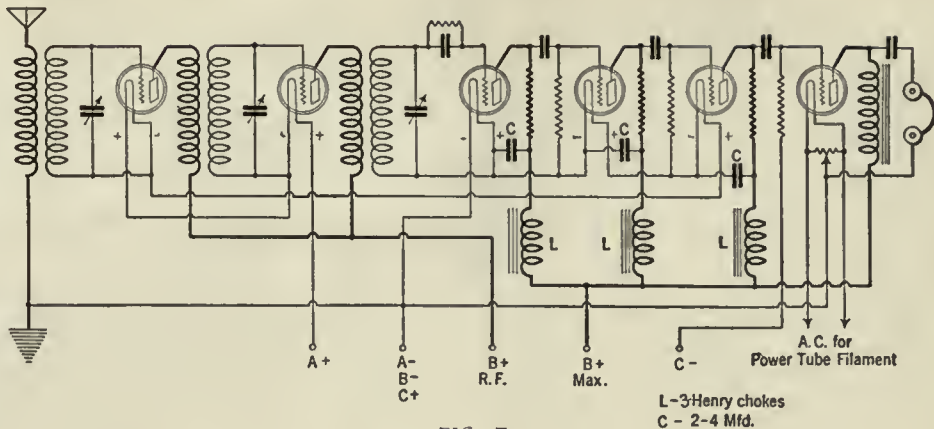 + -
- +
- + - + - +
C C C
L L L
A+ A- B+ B+ C-
B- R.F. Max.
C+
A.C. for
Power Tube Filament
L-3-Henry chokes
C - 2-4 Mfd.